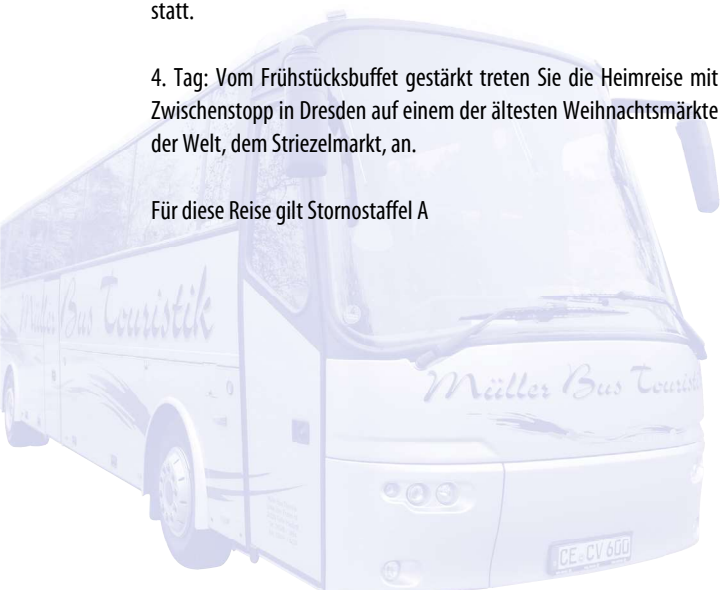 statt.
4. Tag: Vom Frühstücksbuffet gestärkt treten Sie die Heimreise mit
Zwischenstopp in Dresden auf einem der ältesten Weihnachtsmärkte
der Welt, dem Striezelmarkt, an.
Für diese Reise gilt Stornostaffel A
Müller Bus Touristik
Müller Bus Touristi
CE CV 600